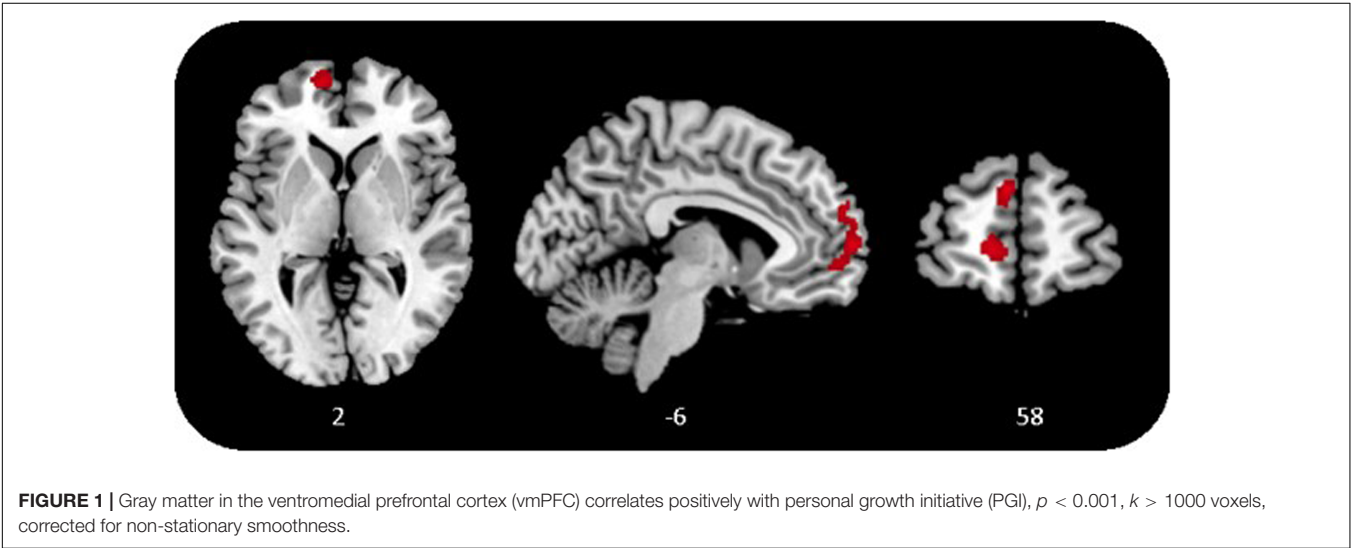 2 -6 58
FIGURE 1 | Gray matter in the ventromedial prefrontal cortex (vmPFC) correlates positively with personal growth initiative (PGI), p < 0.001, k > 1000 voxels,
corrected for non-stationary smoothness.